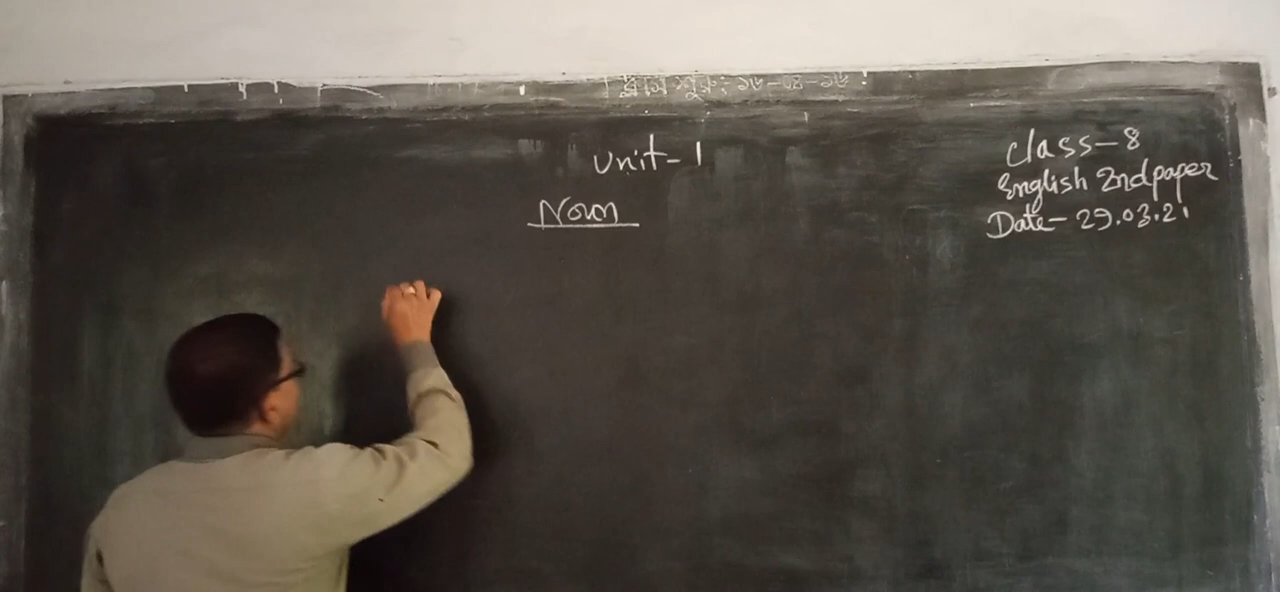 Unit-1
Noun
Class-8
English 2nd paper
Date- 29.03.21